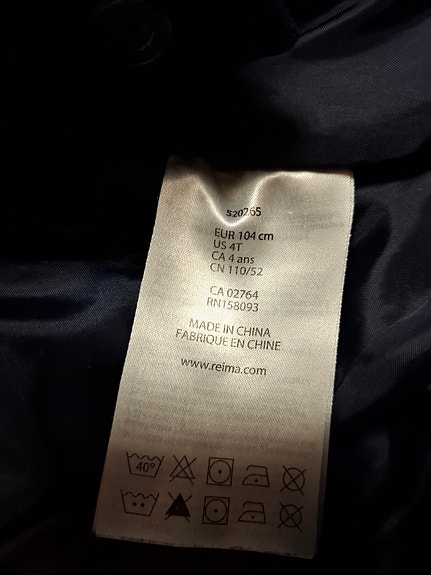 520265
EUR 104 cm
US 4T
CA 4 ans
CN 110/52
CA 02764
RN158093
MADE IN CHINA
FABRIQUE EN CHINE
www.reima.com
40°